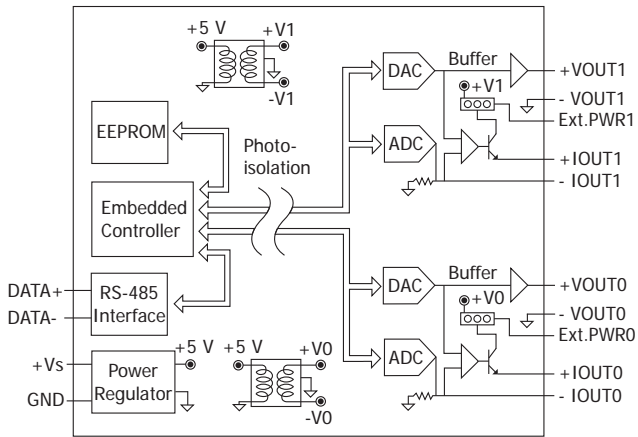 +5 V
+V1
-V1
EEPROM
Photo-
isolation
Embedded
Controller
DATA+
DATA-
RS-485
Interface
+Vs
GND
Power
Regulator
+5 V
+5 V
+V0
-V0
DAC
Buffer
+V1
ADC
+VOUT1
- VOUT1
Ext.PWR1
+IOUT1
- IOUT1
DAC
Buffer
+V0
ADC
+VOUT0
- VOUT0
Ext.PWR0
+IOUT0
- IOUT0